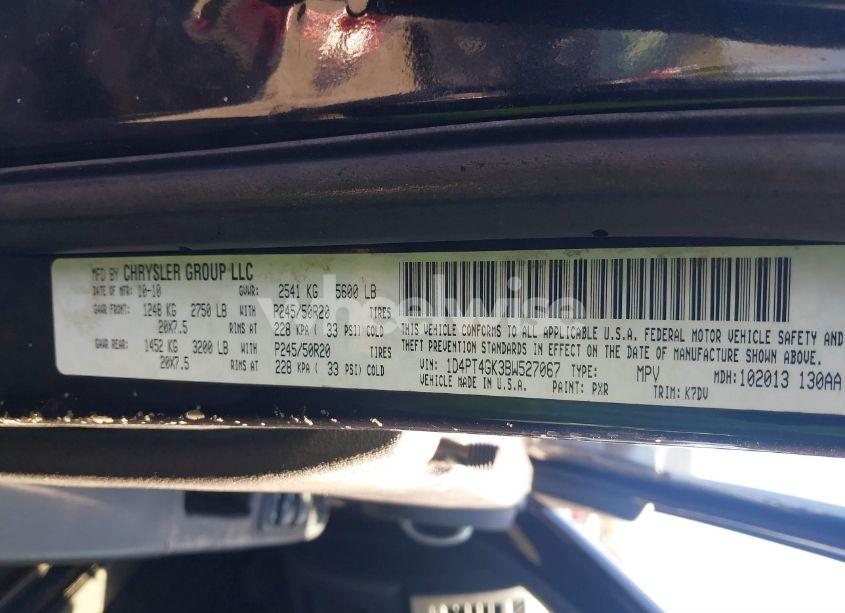 MFD BY CHRYSLER GROUP LLC
DATE OF MFR 10-10 GVWR: 2541 KG 5600 LB
GAWR FRONT: 1248 KG 2750 LB WITH P245/50R20 TIRES
20X7.5 RIMS AT 228 KPA ( 33 PSI) COLD
GAWR REAR: 1452 KG 3200 LB WITH P245/50R20 TIRES
20X7.5 RIMS AT 228 KPA ( 33 PSI) COLD
THIS VEHICLE CONFORMS TO ALL APPLICABLE U.S.A. FEDERAL MOTOR VEHICLE SAFETY AND
THEFT PREVENTION STANDARDS IN EFFECT ON THE DATE OF MANUFACTURE SHOWN ABOVE.
VIN: 1D4PT4GK3BW527067 TYPE: MPV MDH: 102013 130AA
VEHICLE MADE IN U.S.A. PAINT: PXR TRIM: K7DV
wheelwise